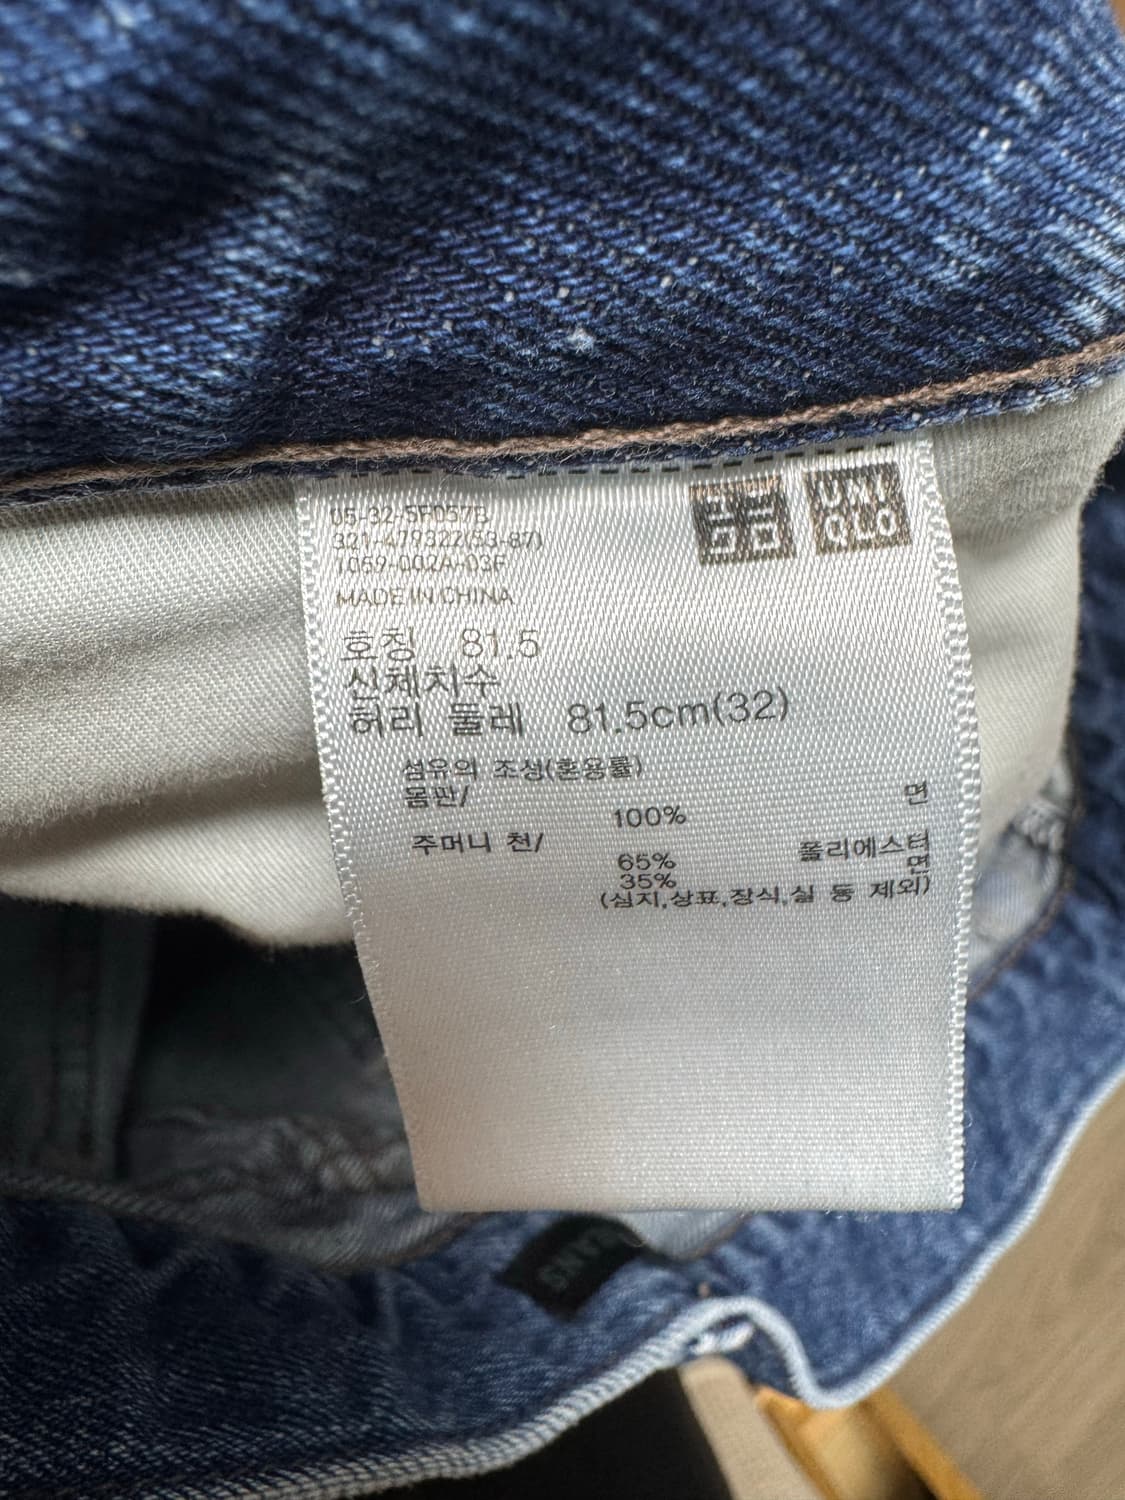 UNI
QLO
05-32-5F057B
321-479322(53-87)
1069-002A-03F
MADE IN CHINA
호칭 81.5
신체치수
허리 둘레 81.5cm(32)
섬유의 조성(혼용률)
몸판/ 면
100%
주머니 천/ 폴리에스터
65% 면
35%
(심지,상표,장식,실 등 제외)
JEANS